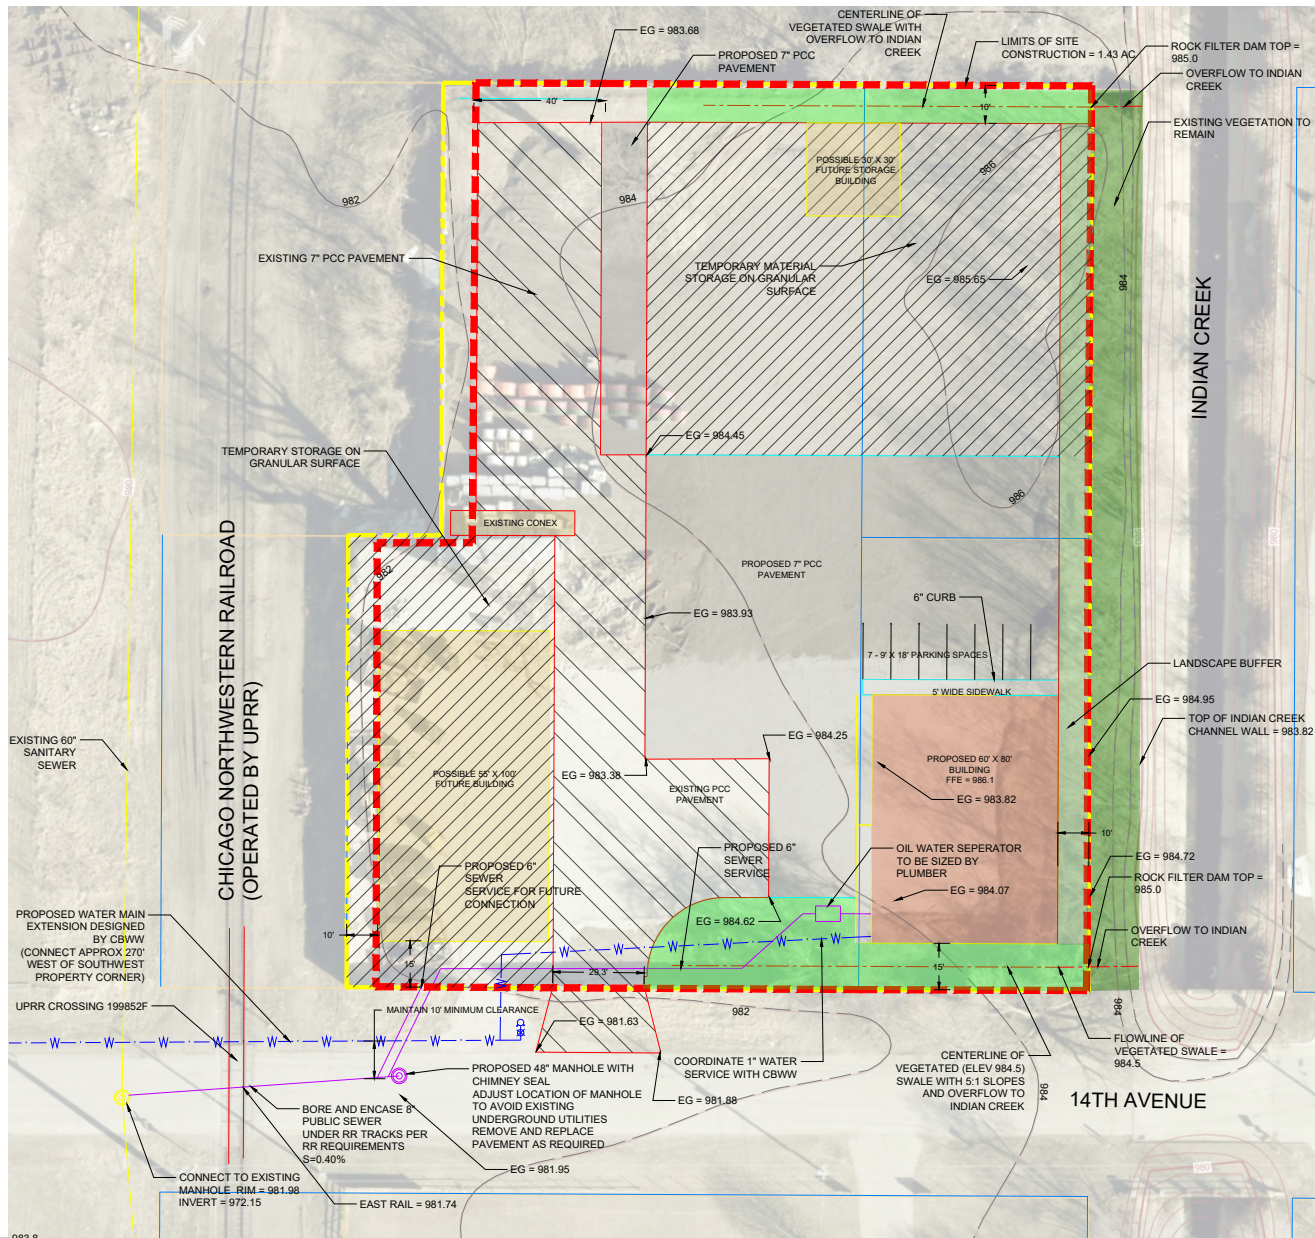 EG = 983.68
CENTERLINE OF
VEGETATED SWALE WITH
OVERFLOW TO INDIAN
CREEK
PROPOSED 7" PCC
PAVEMENT
LIMITS OF SITE
CONSTRUCTION = 1.43 AC
ROCK FILTER DAM TOP =
985.0
OVERFLOW TO INDIAN
CREEK
40'
10'
EXISTING VEGETATION TO
REMAIN
POSSIBLE 30' X 30'
FUTURE STORAGE
BUILDING
986
982
984
EXISTING 7" PCC PAVEMENT
TEMPORARY MATERIAL
STORAGE ON GRANULAR
SURFACE
EG = 985.65
984
INDIAN CREEK
EG = 984.45
TEMPORARY STORAGE ON
GRANULAR SURFACE
980
986
EXISTING CONEX
980
980
982
PROPOSED 7" PCC
PAVEMENT
CHICAGO NORTHWESTERN RAILROAD
(OPERATED BY UPRR)
EG = 983.93
6" CURB
7 - 9' X 18' PARKING SPACES
LANDSCAPE BUFFER
5' WIDE SIDEWALK
EG = 984.95
TOP OF INDIAN CREEK
CHANNEL WALL = 983.82
EXISTING 60"
SANITARY
SEWER
EG = 984.25
POSSIBLE 55' X 100'
FUTURE BUILDING
EG = 983.38
EXISTING PCC
PAVEMENT
PROPOSED 60' X 80'
BUILDING
FFE = 986.1
EG = 983.82
10'
PROPOSED 6"
SEWER
SERVICE
OIL WATER SEPERATOR
TO BE SIZED BY
PLUMBER
EG = 984.72
PROPOSED 6"
SEWER
SERVICE FOR FUTURE
CONNECTION
EG = 984.07
ROCK FILTER DAM TOP =
985.0
PROPOSED WATER MAIN
EXTENSION DESIGNED
BY CBWW
(CONNECT APPROX 270'
WEST OF SOUTHWEST
PROPERTY CORNER)
EG = 984.62
10'
OVERFLOW TO INDIAN
CREEK
W W W W W
15'
29.3'
15'
W
UPRR CROSSING 199852F
MAINTAIN 10' MINIMUM CLEARANCE
982
984
EG = 981.63
W W W W W W W W
FLOWLINE OF
VEGETATED SWALE =
984.5
CENTERLINE OF
VEGETATED (ELEV 984.5)
SWALE WITH 5:1 SLOPES
AND OVERFLOW TO
INDIAN CREEK
COORDINATE 1" WATER
SERVICE WITH CBWW
PROPOSED 48" MANHOLE WITH
CHIMNEY SEAL
ADJUST LOCATION OF MANHOLE
TO AVOID EXISTING
UNDERGROUND UTILITIES
REMOVE AND REPLACE
PAVEMENT AS REQUIRED
984
14TH AVENUE
EG = 981.88
BORE AND ENCASE 8"
PUBLIC SEWER
UNDER RR TRACKS PER
RR REQUIREMENTS
S=0.40%
EG = 981.95
980
CONNECT TO EXISTING
MANHOLE RIM = 981.98
INVERT = 972.15
EAST RAIL = 981.74